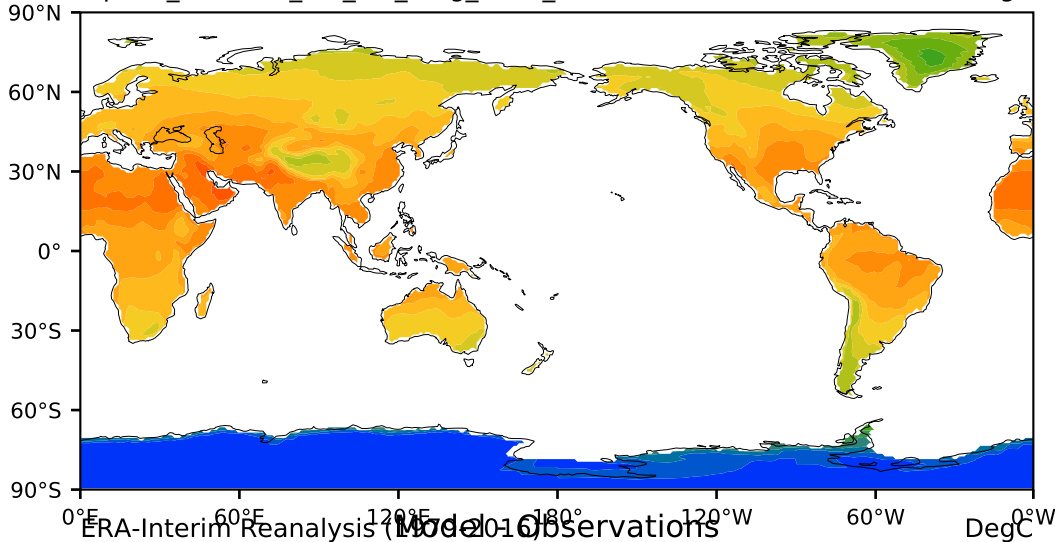 90°N
60°N
30°N
0°
30°S
60°S
90°S
0°E 60°E 120°E 180°W 120°W 60°W 0°W
ERA-Interim Reanalysis (1979-2016) DegC
Model - Observations